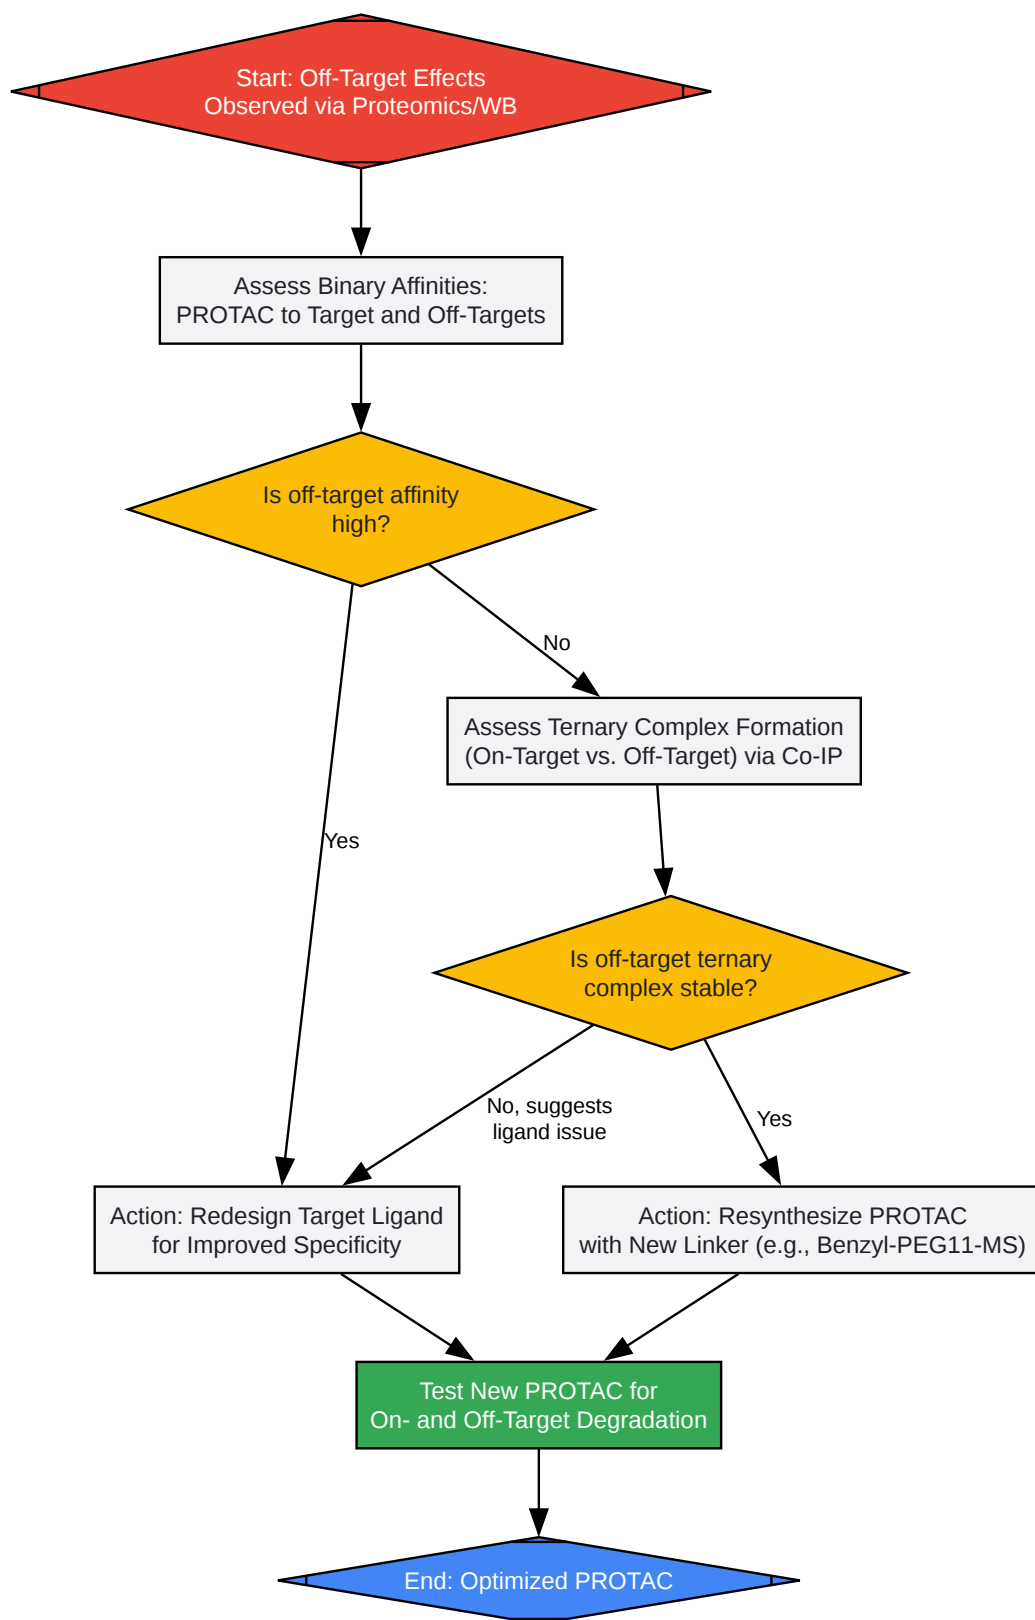 Start: Off-Target Effects
Observed via Proteomics/WB
Assess Binary Affinities:
PROTAC to Target and Off-Targets
Is off-target affinity
high?
No
Assess Ternary Complex Formation
(On-Target vs. Off-Target) via Co-IP
Yes
Is off-target ternary
complex stable?
No, suggests
ligand issue
Yes
Action: Redesign Target Ligand
for Improved Specificity
Action: Resynthesize PROTAC
with New Linker (e.g., Benzyl-PEG11-MS)
Test New PROTAC for
On- and Off-Target Degradation
End: Optimized PROTAC